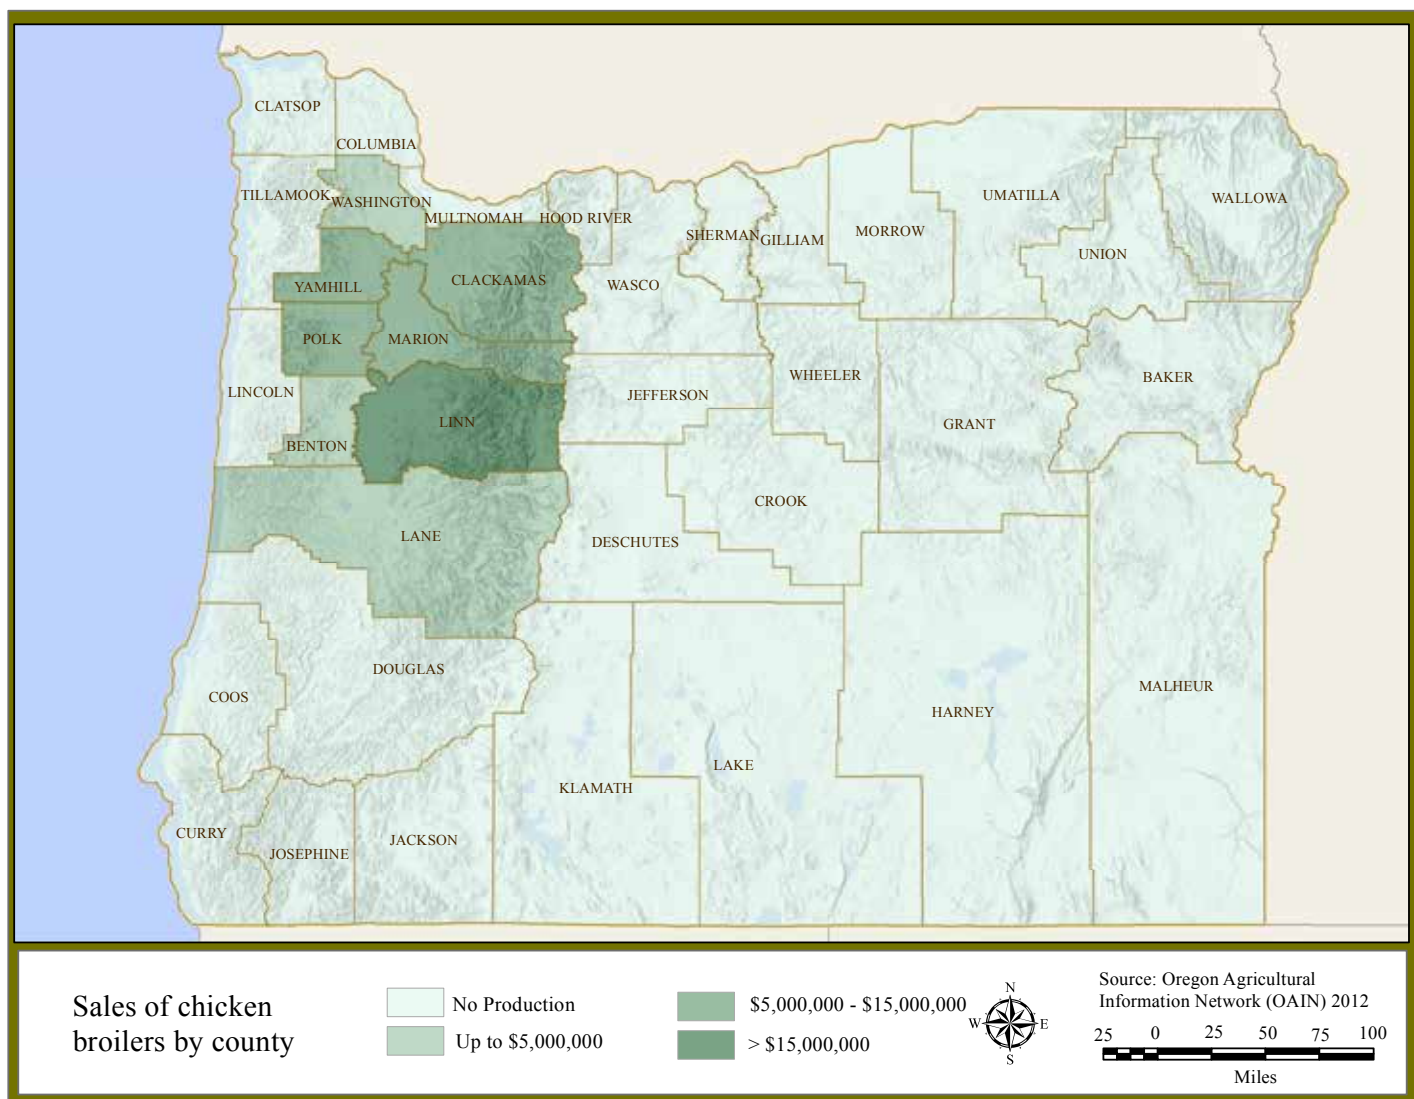 CLATSOP
COLUMBIA
TILLAMOOK
WASHINGTON
MULTNOMAH
HOOD RIVER
SHERMAN
GILLIAM
MORROW
UMATILLA
WALLOWA
UNION
YAMHILL
CLACKAMAS
WASCO
POLK
MARION
LINCOLN
JEFFERSON
WHEELER
BAKER
LINN
GRANT
BENTON
CROOK
LANE
DESCHUTES
DOUGLAS
COOS
HARNEY
MALHEUR
KLAMATH
LAKE
CURRY
JOSEPHINE
JACKSON
Sales of chicken
broilers by county
No Production
Up to $5,000,000
$5,000,000 - $15,000,000
> $15,000,000
N
W
E
S
Source: Oregon Agricultural
Information Network (OAIN) 2012
25 0 25 50 75 100
Miles